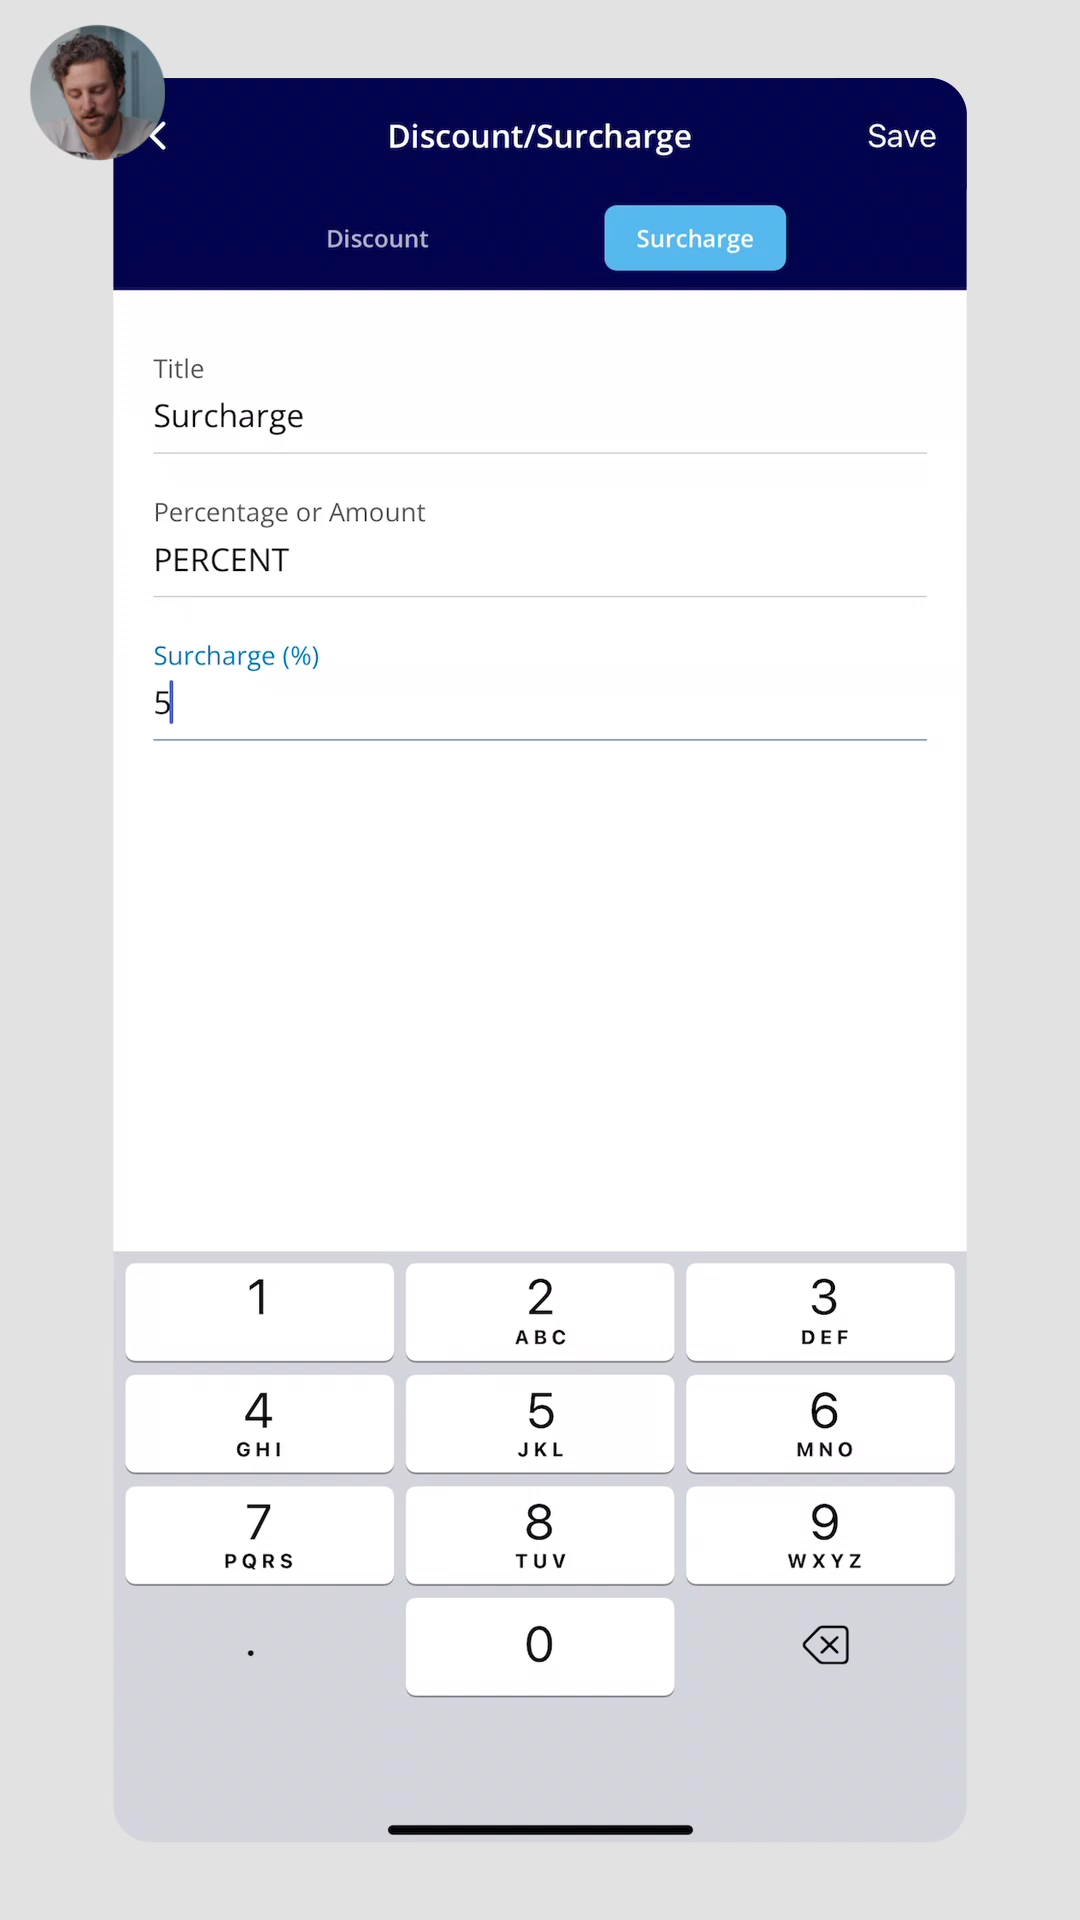 Discount/Surcharge
Save
Discount
Surcharge
Title
Surcharge
Percentage or Amount
PERCENT
Surcharge (%)
5
1
2
ABC
3
DEF
4
GHI
5
JKL
6
MNO
7
PQRS
8
TUV
9
WXYZ
.
0